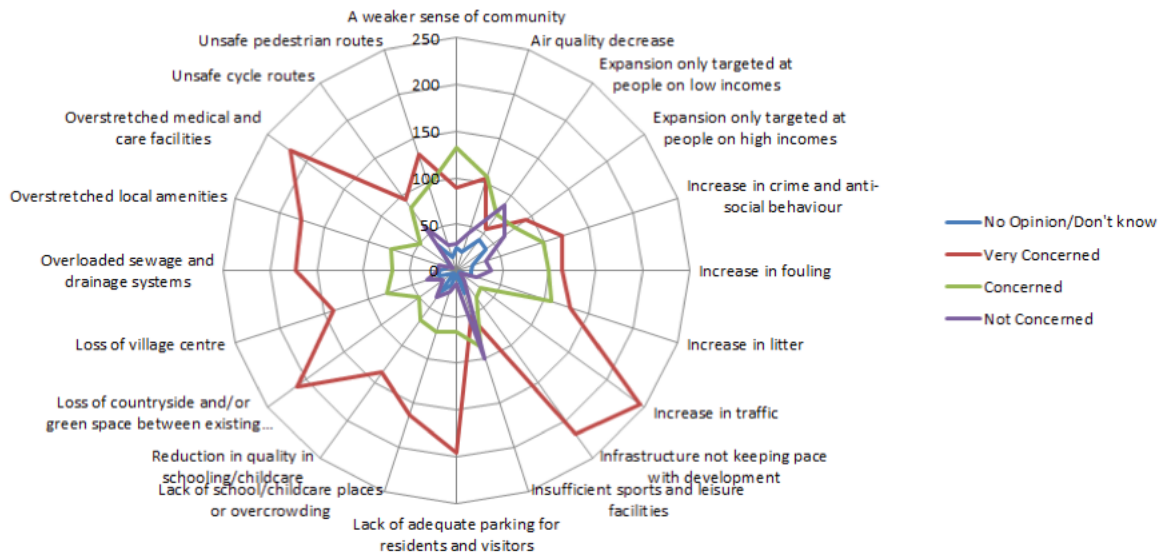 A weaker sense of community
Air quality decrease
Expansion only targeted at
people on low incomes
Expansion only targeted at
people on high incomes
Increase in crime and anti-
social behaviour
Increase in fouling
Increase in litter
Increase in traffic
Infrastructure not keeping pace
with development
Insufficient sports and leisure
facilities
Lack of adequate parking for
residents and visitors
Lack of school/childcare places
or overcrowding
Reduction in quality in
schooling/childcare
Loss of countryside and/or
green space between existing...
Loss of village centre
Overloaded sewage and
drainage systems
Overstretched local amenities
Overstretched medical and
care facilities
Unsafe cycle routes
Unsafe pedestrian routes
250
200
150
100
50
0
No Opinion/Don't know
Very Concerned
Concerned
Not Concerned